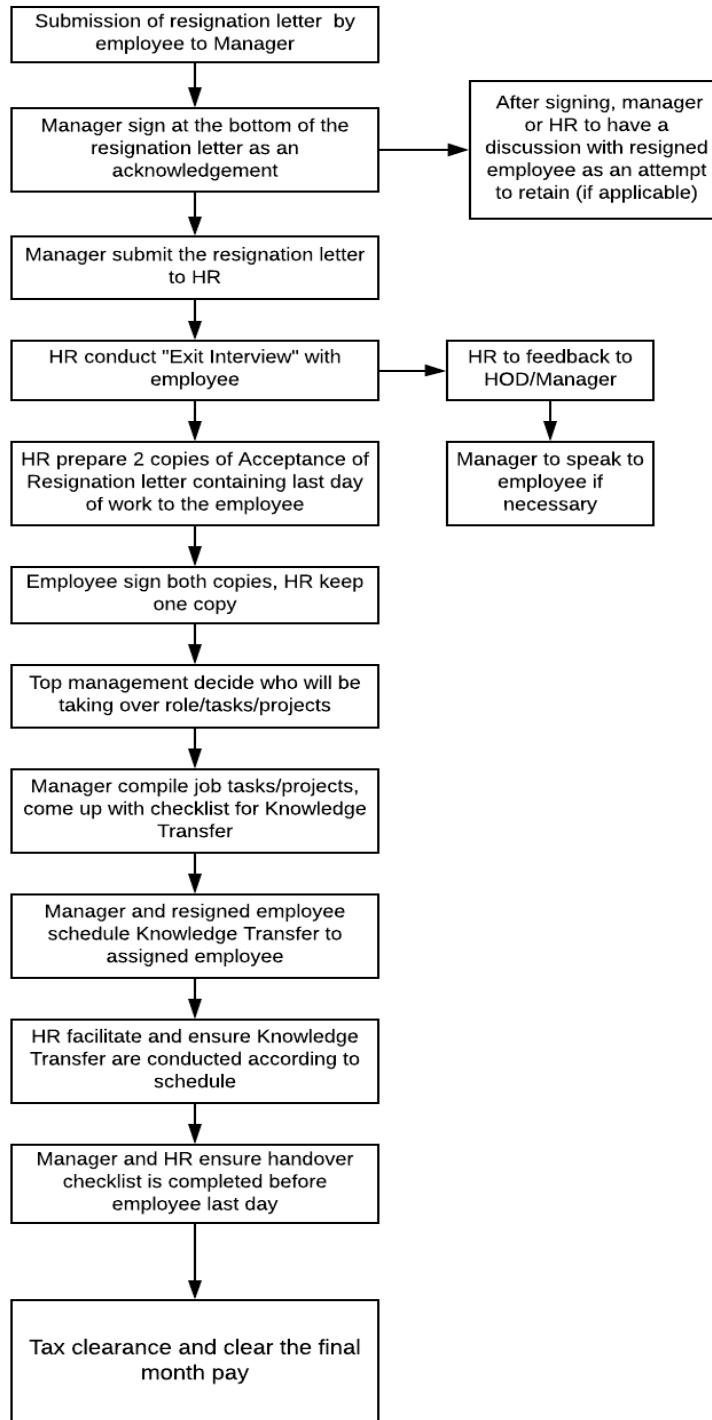 Submission of resignation letter by
employee to Manager
Manager sign at the bottom of the
resignation letter as an
acknowledgement
After signing, manager
or HR to have a
discussion with resigned
employee as an attempt
to retain (if applicable)
Manager submit the resignation letter
to HR
HR conduct "Exit Interview" with
employee
HR to feedback to
HOD/Manager
Manager to speak to
employee if
necessary
HR prepare 2 copies of Acceptance of
Resignation letter containing last day
of work to the employee
Employee sign both copies, HR keep
one copy
Top management decide who will be
taking over role/tasks/projects
Manager compile job tasks/projects,
come up with checklist for Knowledge
Transfer
Manager and resigned employee
schedule Knowledge Transfer to
assigned employee
HR facilitate and ensure Knowledge
Transfer are conducted according to
schedule
Manager and HR ensure handover
checklist is completed before
employee last day
Tax clearance and clear the final
month pay